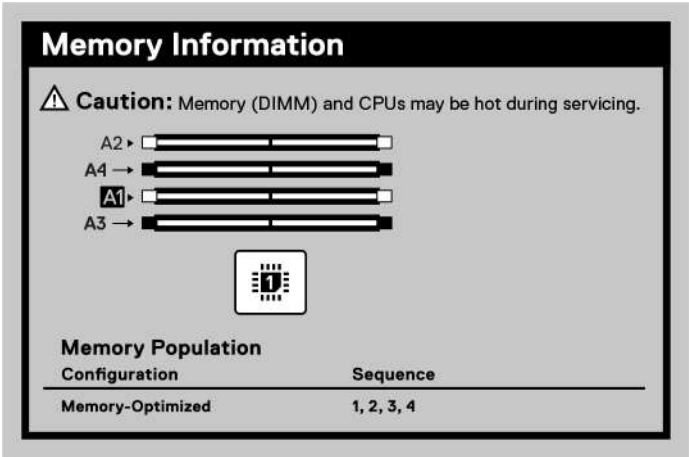 Memory Information
Caution: Memory (DIMM) and CPUs may be hot during servicing.
A2
A4
A1
A3
1
Memory Population
Configuration Sequence
Memory-Optimized 1, 2, 3, 4